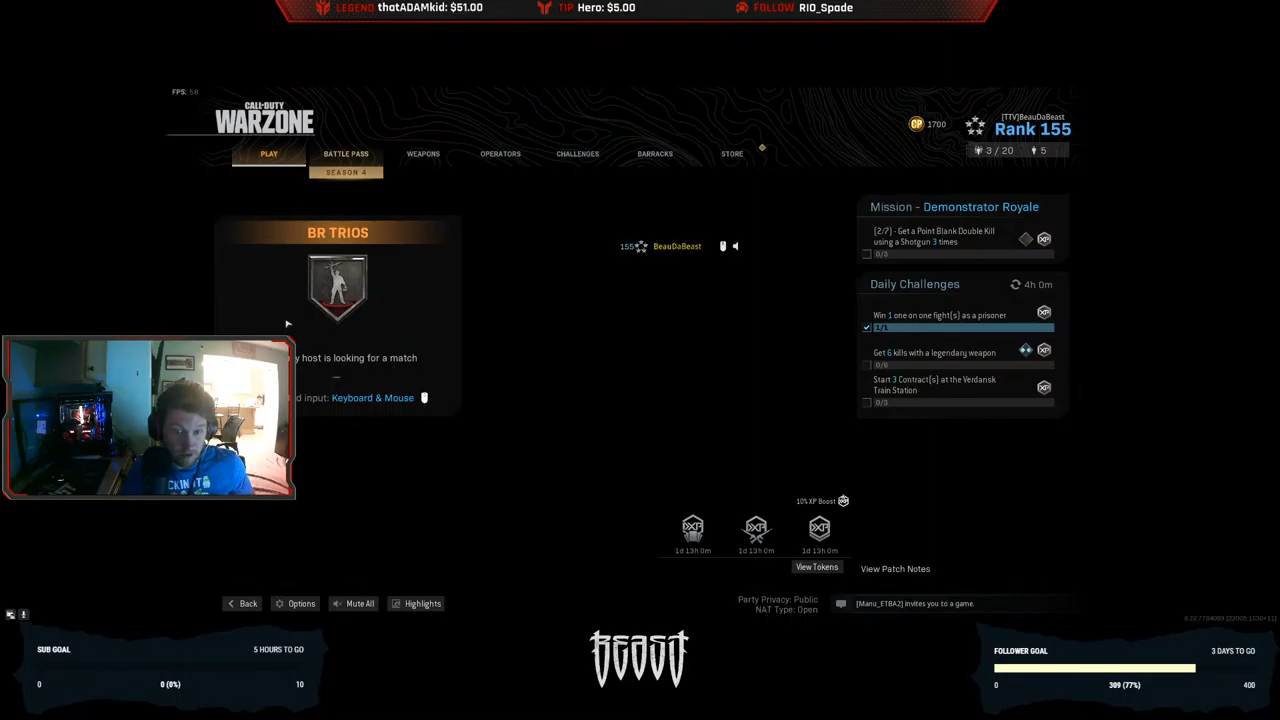 LEGEND thatADAMkid: $51.00
TIP Hero: $5.00
FOLLOW RIO_Spade
FPS: 58
CALL OF DUTY
WARZONE
CP 1700
[TTV]BeauDaBeast
Rank 155
3 / 20
5
PLAY
BATTLE PASS
WEAPONS
OPERATORS
CHALLENGES
BARRACKS
STORE
SEASON 4
BR TRIOS
155 BeauDaBeast
Mission - Demonstrator Royale
[2/7] - Get a Point Blank Double Kill
using a Shotgun 3 times
0/3
Daily Challenges
4h 0m
Win 1 one on one fight[s] as a prisoner
1/1
Get 6 kills with a legendary weapon
Start 3 Contract[s] at the Verdansk
Train Station
0/3
y host is looking for a match
d input: Keyboard & Mouse
10% XP Boost
1d 13h 0m
1d 13h 0m
1d 13h 0m
View Tokens
View Patch Notes
Back
Options
Mute All
Highlights
Party Privacy: Public
NAT Type: Open
[Manu_ETBA2] invites you to a game.
SUB GOAL
5 HOURS TO GO
0
0 (0%)
10
BEAST
FOLLOWER GOAL
3 DAYS TO GO
0
309 (77%)
400